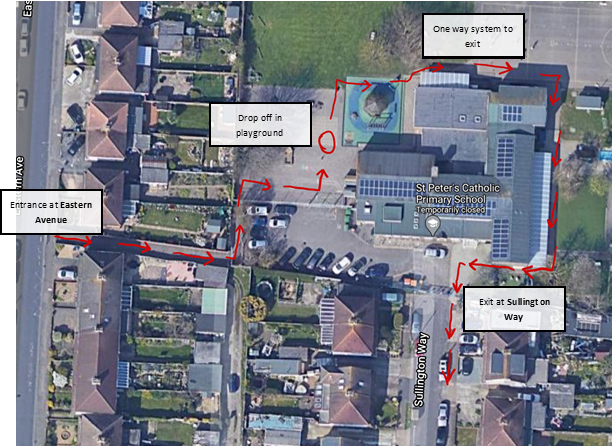 Eas
One way system to
exit
Drop off in
playground
St Peter's Catholic
Primary School
Temporarily closed
Entrance at Eastern
Avenue
Exit at Sullington
Way
Sullington Way